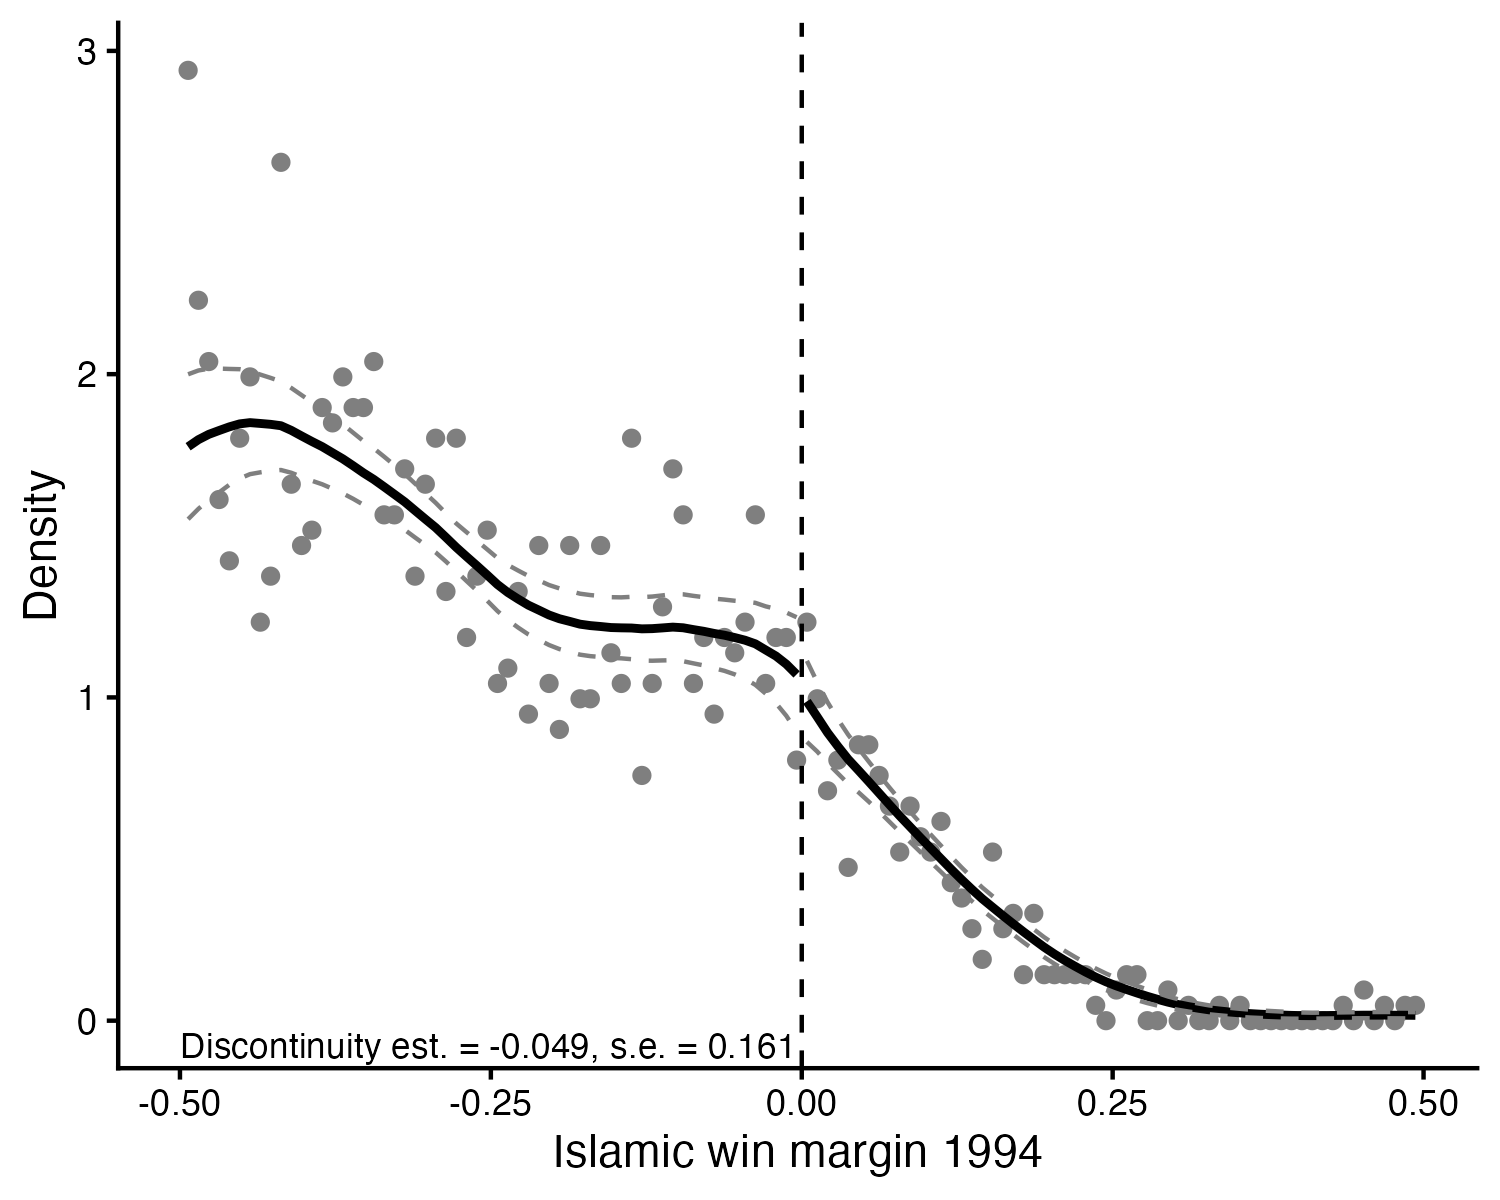 3
2
1
0
Density
Discontinuity est. = -0.049, s.e. = 0.161
-0.50 -0.25 0.00 0.25 0.50
Islamic win margin 1994